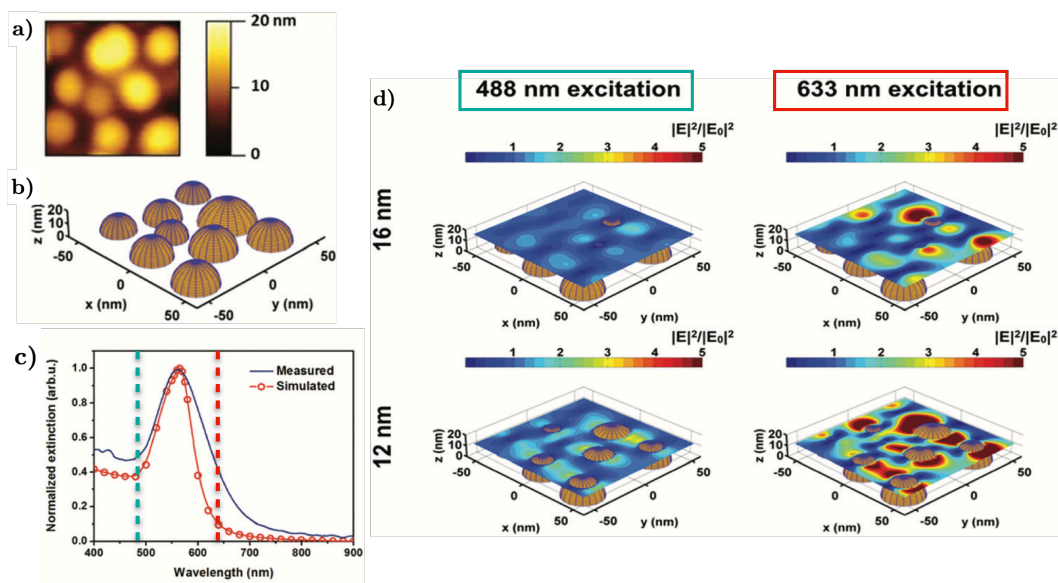 a)
20 nm
10
0
b)
z (nm)
20
10
0
-50
0
50
x (nm)
-50
0
50
y (nm)
c)
Normalized extinction (arb.u.)
1.0
0.8
0.6
0.4
0.2
0.0
Measured
Simulated
400 500 600 700 800 900
Wavelength (nm)
d)
488 nm excitation
633 nm excitation
16 nm
|E|²/|E₀|²
1 2 3 4 5
z (nm)
20
10
0
-50
0
50
x (nm)
-50
0
50
y (nm)
|E|²/|E₀|²
1 2 3 4 5
z (nm)
20
10
0
-50
0
50
x (nm)
-50
0
50
y (nm)
12 nm
|E|²/|E₀|²
1 2 3 4 5
z (nm)
20
10
0
-50
0
50
x (nm)
-50
0
50
y (nm)
|E|²/|E₀|²
1 2 3 4 5
z (nm)
20
10
0
-50
0
50
x (nm)
-50
0
50
y (nm)